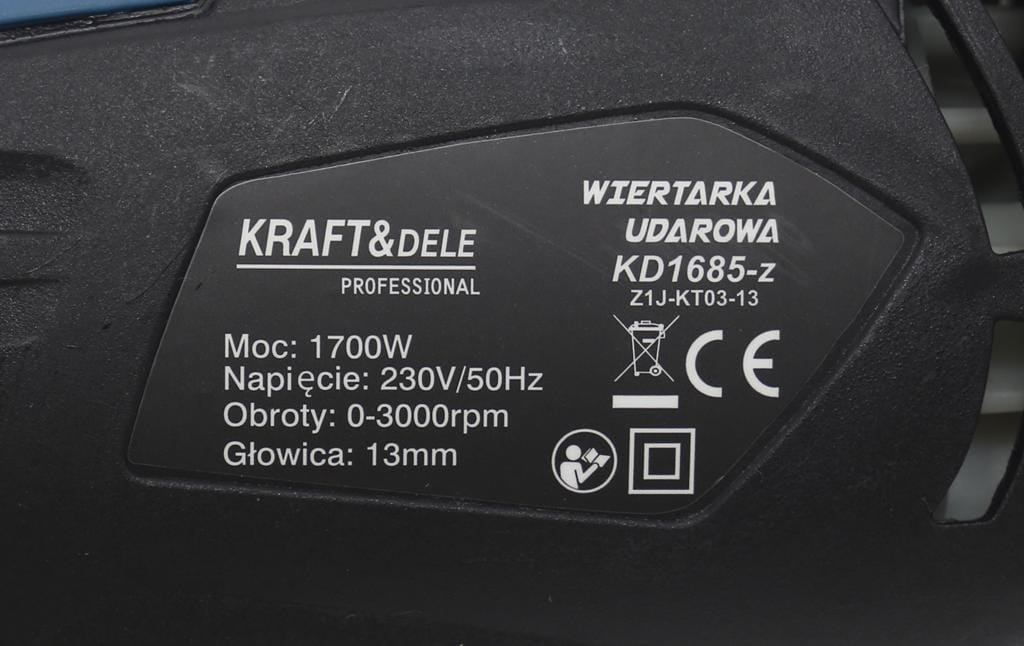 KRAFT&DELE
PROFESSIONAL
WIERTARKA
UDAROWA
KD1685-z
Z1J-KT03-13
Moc: 1700W
Napięcie: 230V/50Hz
Obroty: 0-3000rpm
Głowica: 13mm
CE